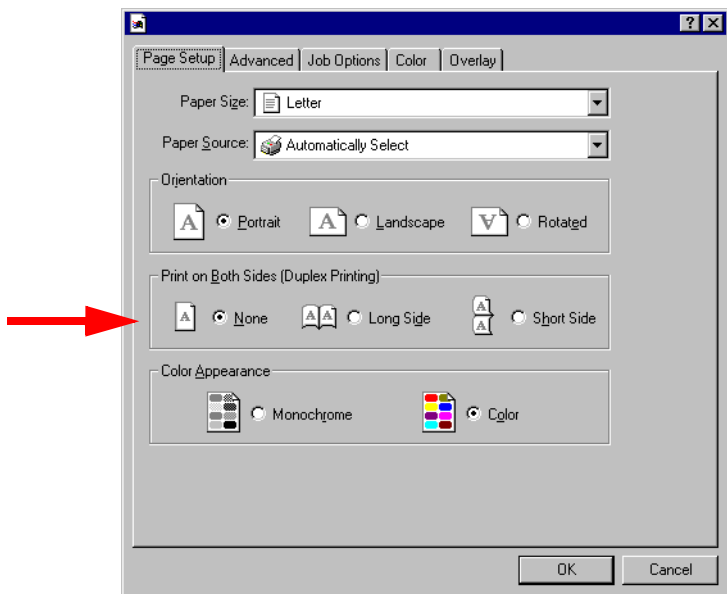 Page Setup Advanced Job Options Color Overlay
Paper Size: Letter
Paper Source: Automatically Select
Orientation
A Portrait A Landscape A Rotated
Print on Both Sides (Duplex Printing)
A None A A Long Side A A Short Side
Color Appearance
Monochrome Color
OK Cancel